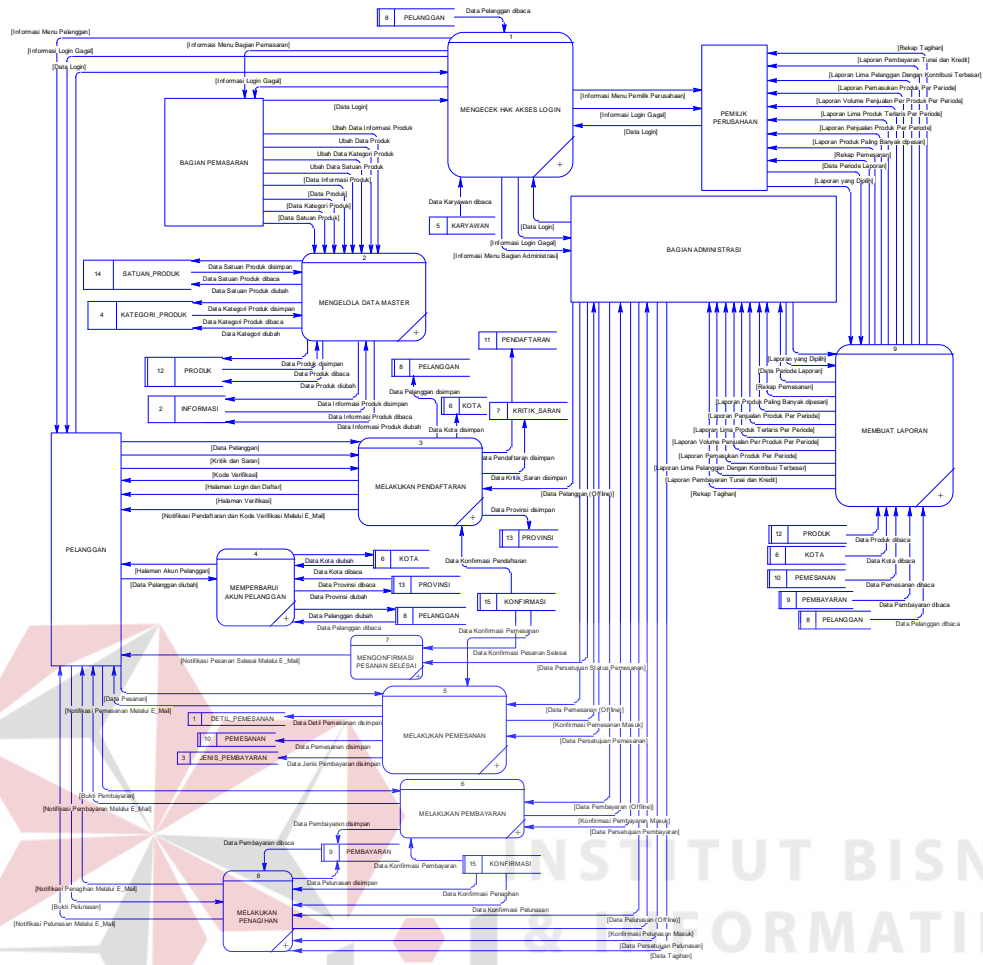 8 PELANGGAN
Data Pelanggan dibaca
[Informasi Menu Pelanggan]
[Informasi Login Gagal]
[Data Login]
[Informasi Menu Bagian Pemasaran]
[Informasi Login Gagal]
[Data Login]
1
MENGECEK HAK AKSES LOGIN
+
[Informasi Menu Pemilik Perusahaan]
[Informasi Login Gagal]
[Data Login]
PEMILIK PERUSAHAAN
[Rekap Tagihan]
[Laporan Pembayaran Tunai dan Kredit]
[Laporan Lima Pelanggan Dengan Kontribusi Terbesar]
[Laporan Pemasukan Produk Per Periode]
[Laporan Volume Penjualan Per Produk Per Periode]
[Laporan Lima Produk Terlaris Per Periode]
[Laporan Penjualan Produk Per Periode]
[Laporan Produk Paling Banyak dipesan]
[Rekap Pemesanan]
[Data Periode Laporan]
[Laporan yang Dipilih]
BAGIAN PEMASARAN
Ubah Data Informasi Produk
Ubah Data Produk
Ubah Data Kategori Produk
Ubah Data Satuan Produk
[Data Informasi Produk]
[Data Produk]
[Data Kategori Produk]
[Data Satuan Produk]
Data Karyawan dibaca
5 KARYAWAN
[Data Login]
[Informasi Login Gagal]
[Informasi Menu Bagian Administrasi]
BAGIAN ADMINISTRASI
2
MENGELOLA DATA MASTER
+
14 SATUAN_PRODUK
Data Satuan Produk disimpan
Data Satuan Produk dibaca
Data Satuan Produk diubah
4 KATEGORI_PRODUK
Data Kategori Produk disimpan
Data Kategori Produk dibaca
Data Kategori diubah
12 PRODUK
Data Produk disimpan
Data Produk dibaca
Data Produk diubah
2 INFORMASI
Data Informasi Produk disimpan
Data Informasi Produk dibaca
Data Informasi Produk diubah
11 PENDAFTARAN
8 PELANGGAN
Data Pelanggan disimpan
6 KOTA
Data Kota disimpan
7 KRITIK_SARAN
Data Pendaftaran disimpan
Data Kritik_Saran disimpan
[Data Pelanggan (Offline)]
9
MEMBUAT LAPORAN
+
[Laporan yang Dipilih]
[Data Periode Laporan]
[Rekap Pemesanan]
[Laporan Produk Paling Banyak dipesan]
[Laporan Penjualan Produk Per Periode]
[Laporan Lima Produk Terlaris Per Periode]
[Laporan Volume Penjualan Per Produk Per Periode]
[Laporan Pemasukan Produk Per Periode]
[Laporan Lima Pelanggan Dengan Kontribusi Terbesar]
[Laporan Pembayaran Tunai dan Kredit]
[Rekap Tagihan]
PELANGGAN
[Data Pelanggan]
[Kritik dan Saran]
[Kode Verifikasi]
[Halaman Login dan Daftar]
[Halaman Verifikasi]
[Notifikasi Pendaftaran dan Kode Verifikasi Melalui E_Mail]
3
MELAKUKAN PENDAFTARAN
+
Data Provinsi disimpan
13 PROVINSI
Data Konfirmasi Pendaftaran
12 PRODUK
Data Produk dibaca
6 KOTA
Data Kota dibaca
10 PEMESANAN
Data Pemesanan dibaca
9 PEMBAYARAN
Data Pembayaran dibaca
8 PELANGGAN
Data Pelanggan dibaca
4
MEMPERBARUI AKUN PELANGGAN
+
[Halaman Akun Pelanggan]
[Data Pelanggan diubah]
Data Kota diubah
6 KOTA
Data Kota dibaca
Data Provinsi dibaca
13 PROVINSI
Data Provinsi diubah
Data Pelanggan diubah
8 PELANGGAN
Data Pelanggan dibaca
15 KONFIRMASI
Data Konfirmasi Pemesanan
Data Konfirmasi Pesanan Selesai
7
MENGONFIRMASI PESANAN SELESAI
+
[Notifikasi Pesanan Selesai Melalui E_Mail]
[Data Persetujuan Status Pemesanan]
5
MELAKUKAN PEMESANAN
+
[Data Pesanan]
[Notifikasi Pemesanan Melalui E_Mail]
1 DETIL_PEMESANAN
Data Detil Pemesanan disimpan
10 PEMESANAN
Data Pemesanan disimpan
3 JENIS_PEMBAYARAN
Data Jenis Pembayaran disimpan
[Data Pemesanan (Offline)]
[Konfirmasi Pemesanan Masuk]
[Data Persetujuan Pemesanan]
6
MELAKUKAN PEMBAYARAN
+
[Bukti Pembayaran]
[Notifikasi Pembayaran Melalui E_Mail]
[Data Pembayaran (Offline)]
[Konfirmasi Pembayaran Masuk]
[Data Persetujuan Pembayaran]
Data Pembayaran disimpan
Data Pembayaran dibaca
9 PEMBAYARAN
Data Konfirmasi Pembayaran
15 KONFIRMASI
Data Pelunasan disimpan
Data Konfirmasi Penagihan
Data Konfirmasi Pelunasan
8
MELAKUKAN PENAGIHAN
+
[Notifikasi Penagihan Melalui E_Mail]
[Bukti Pelunasan]
[Notifikasi Pelunasan Melalui E_Mail]
[Data Pelunasan (Offline)]
[Konfirmasi Pelunasan Masuk]
[Data Persetujuan Pelunasan]
[Data Tagihan]
INSTITUT BISN
& INFORMATI